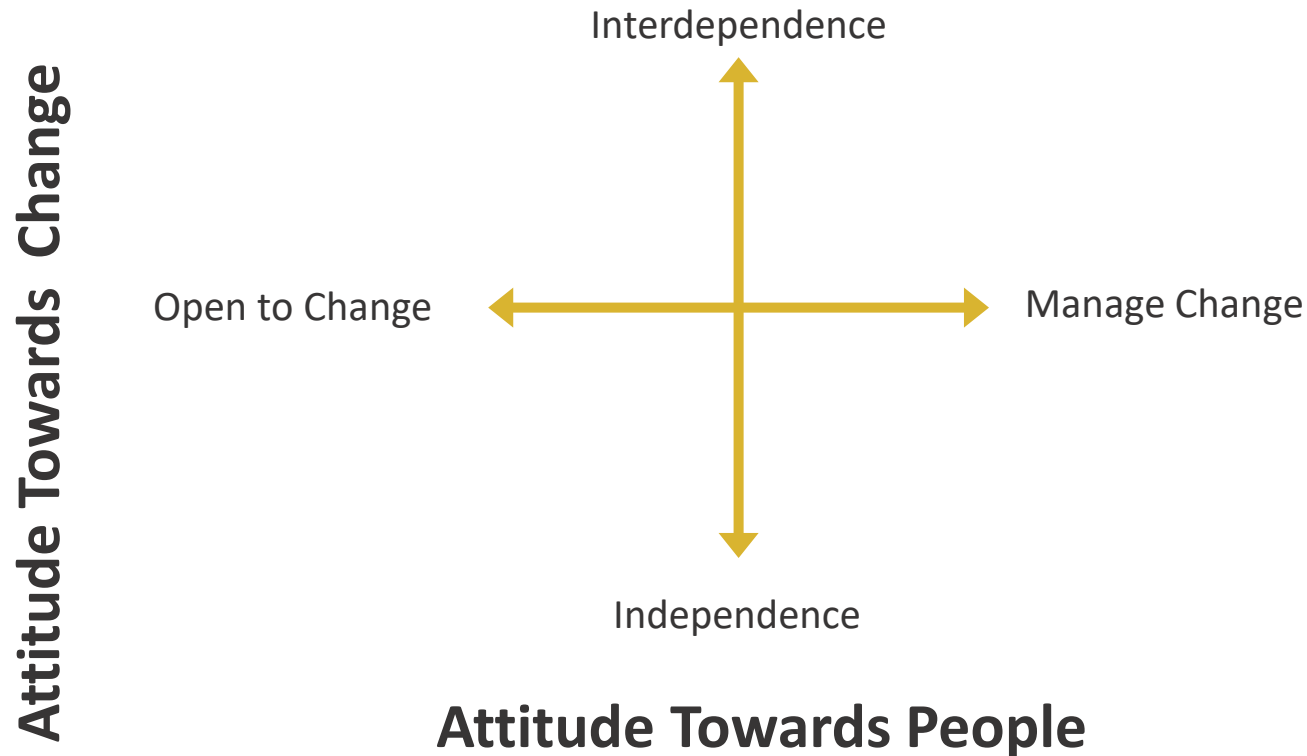 Interdependence
Attitude Towards Change
Open to Change
Manage Change
Independence
Attitude Towards People